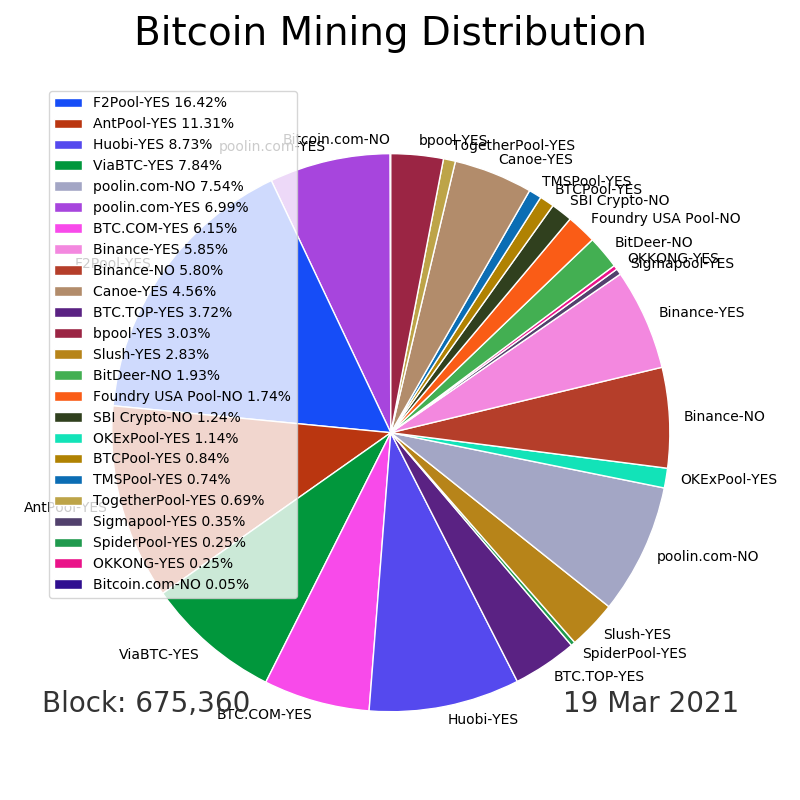 Bitcoin Mining Distribution
F2Pool-YES 16.42%
AntPool-YES 11.31%
Huobi-YES 8.73%
ViaBTC-YES 7.84%
poolin.com-NO 7.54%
poolin.com-YES 6.99%
BTC.COM-YES 6.15%
Binance-YES 5.85%
Binance-NO 5.80%
Canoe-YES 4.56%
BTC.TOP-YES 3.72%
bpool-YES 3.03%
Slush-YES 2.83%
BitDeer-NO 1.93%
Foundry USA Pool-NO 1.74%
SBI Crypto-NO 1.24%
OKExPool-YES 1.14%
BTCPool-YES 0.84%
TMSPool-YES 0.74%
TogetherPool-YES 0.69%
Sigmapool-YES 0.35%
SpiderPool-YES 0.25%
OKKONG-YES 0.25%
Bitcoin.com-NO 0.05%
Bitcoin.com-NO
poolin.com-YES
F2Pool-YES
AntPool-YES
ViaBTC-YES
BTC.COM-YES
Huobi-YES
BTC.TOP-YES
SpiderPool-YES
Slush-YES
poolin.com-NO
OKExPool-YES
Binance-NO
Binance-YES
Sigmapool-YES
OKKONG-YES
BitDeer-NO
Foundry USA Pool-NO
SBI Crypto-NO
BTCPool-YES
TMSPool-YES
Canoe-YES
TogetherPool-YES
bpool-YES
Block: 675,360
19 Mar 2021